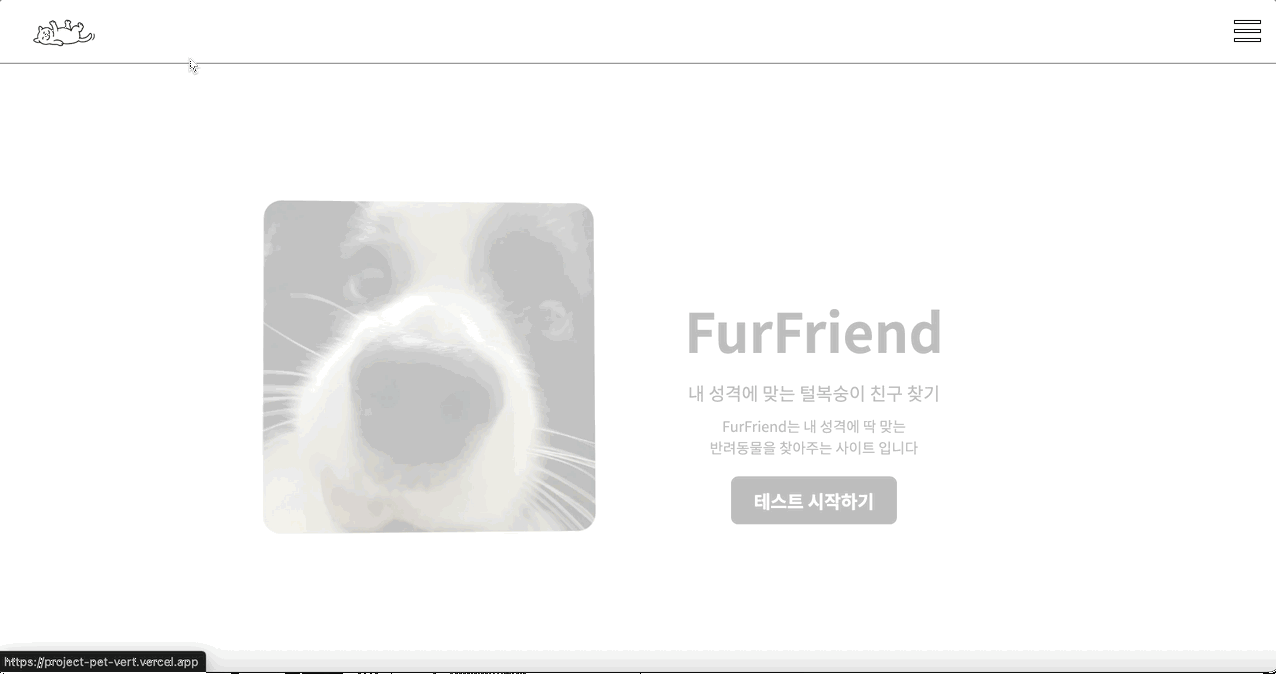 FurFriend
내 성격에 맞는 털복숭이 친구 찾기
FurFriend는 내 성격에 딱 맞는
반려동물을 찾아주는 사이트 입니다
테스트 시작하기
https://project-pet-vert.vercel.app